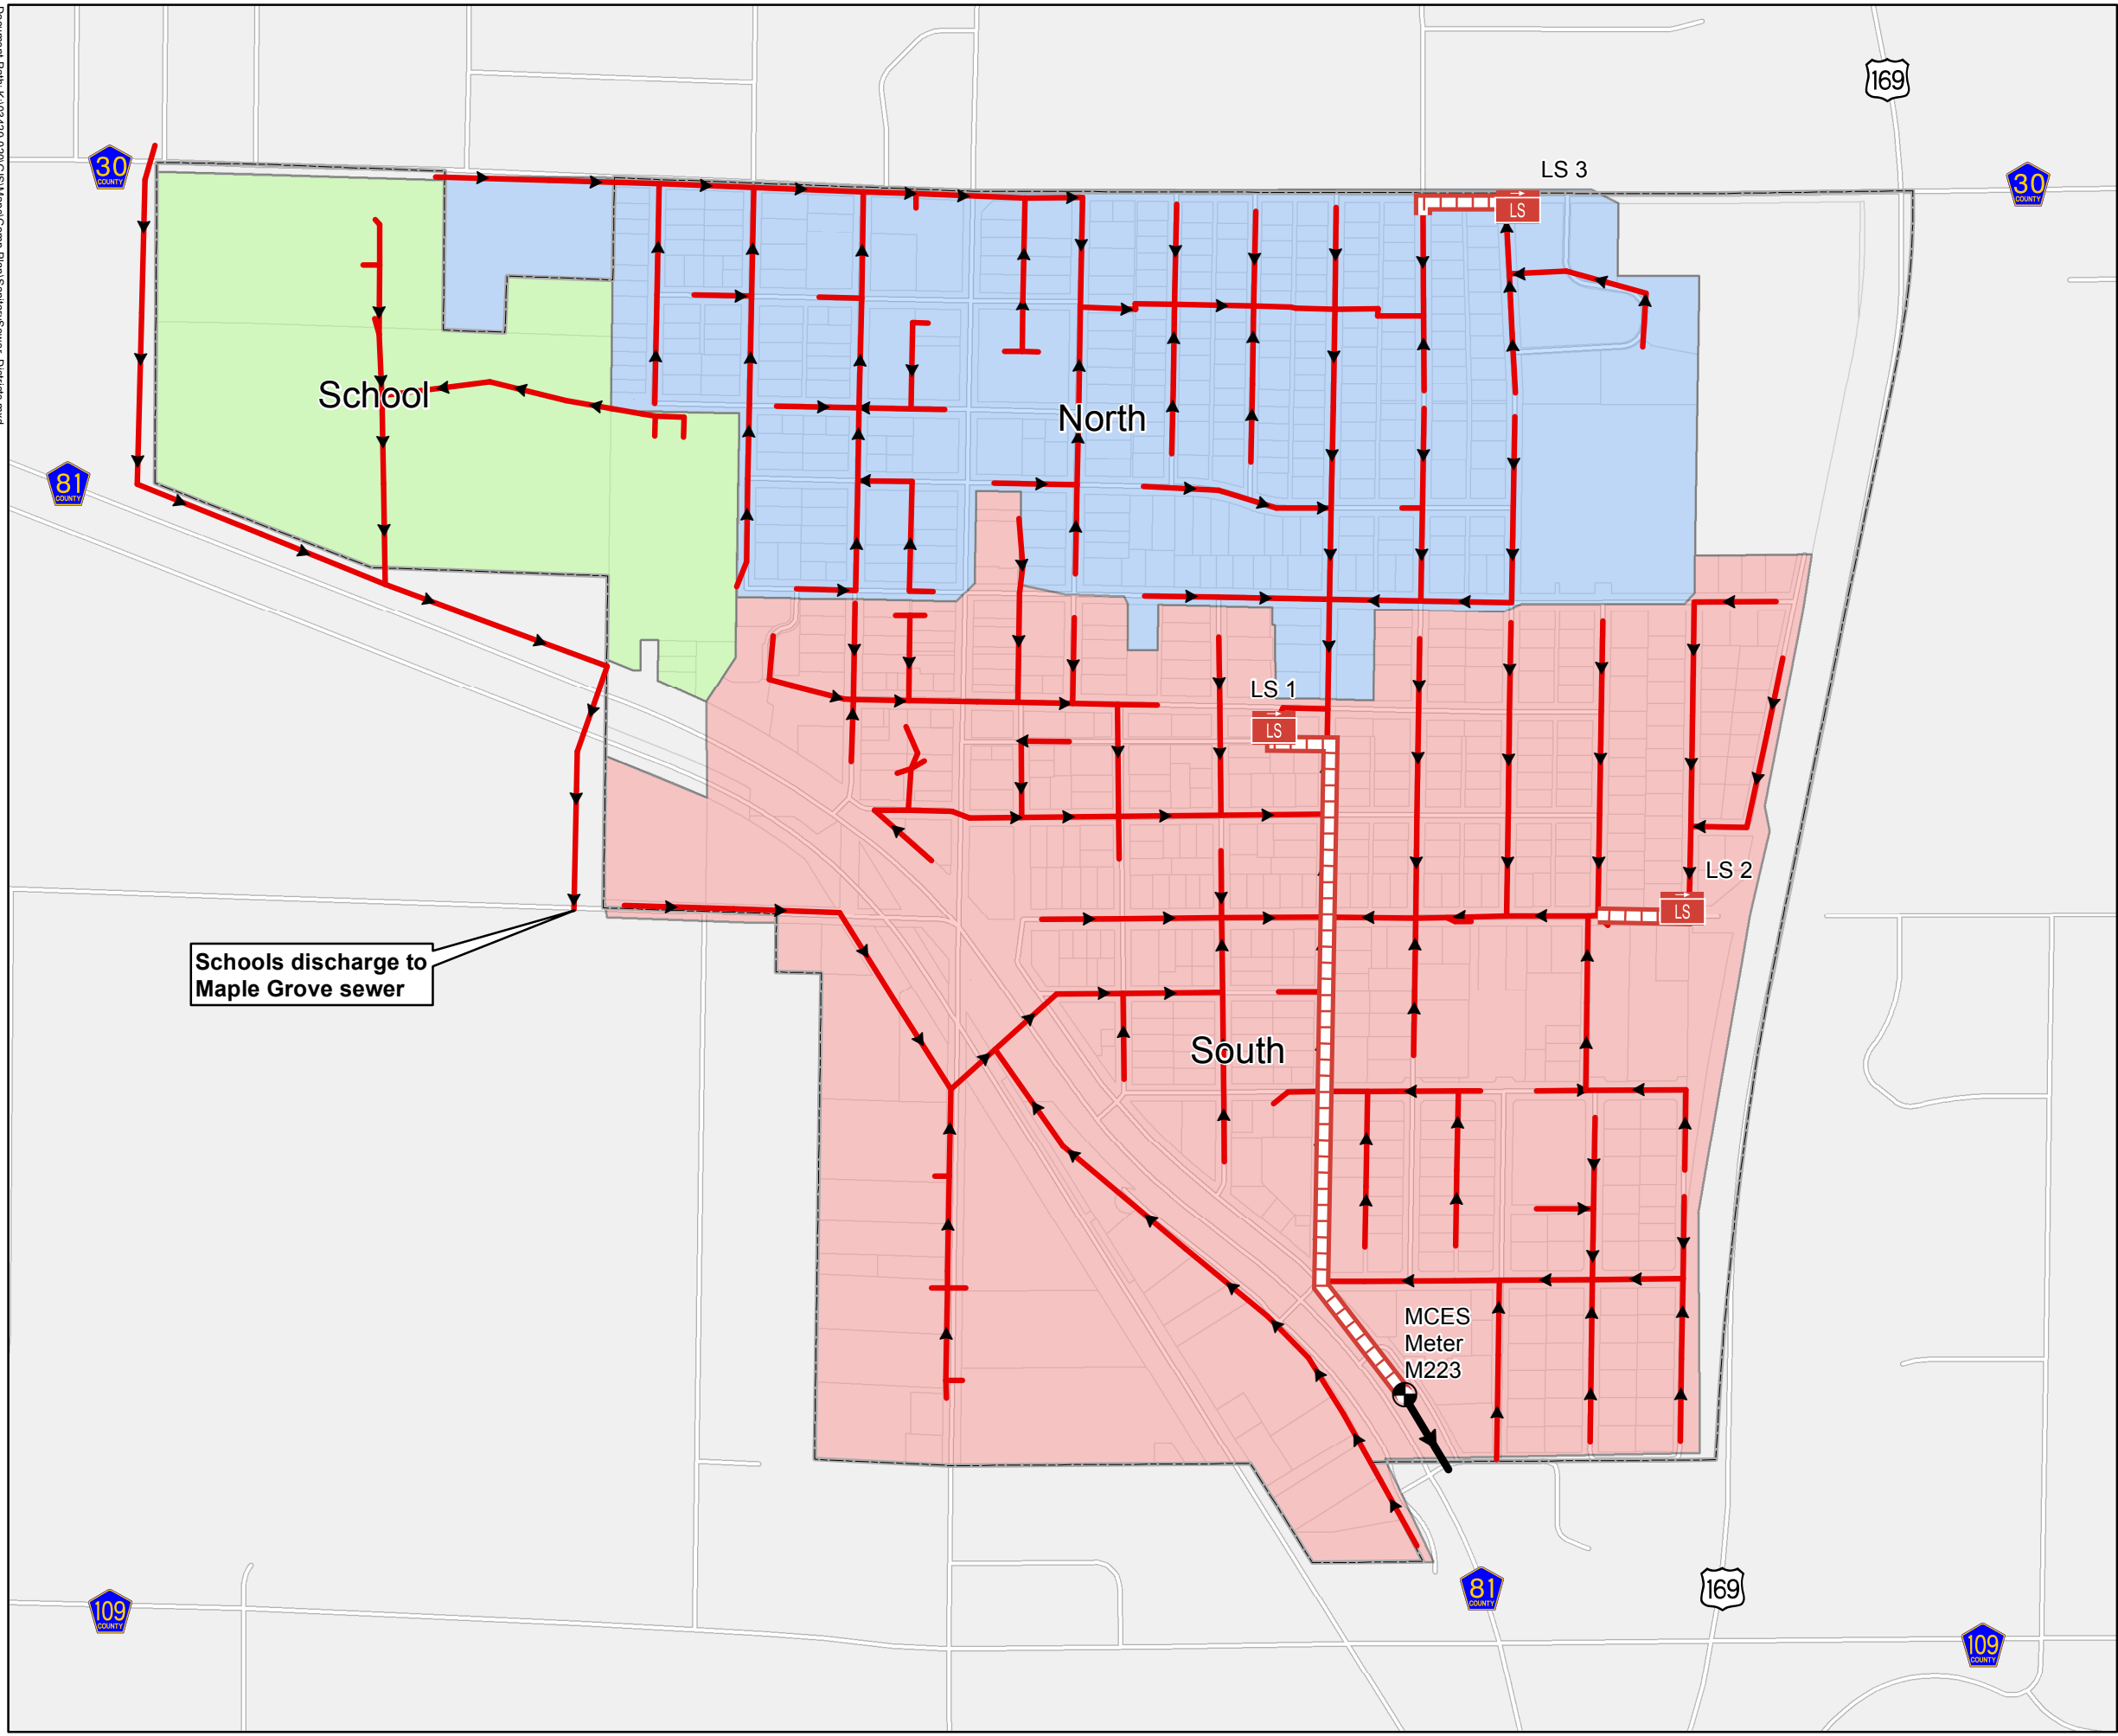 169
LS 3
30
COUNTY
30
COUNTY
LS
School
North
81
COUNTY
LS 1
LS
LS 2
LS
Schools discharge to
Maple Grove sewer
South
MCES
Meter
M223
81
COUNTY
169
109
COUNTY
109
COUNTY